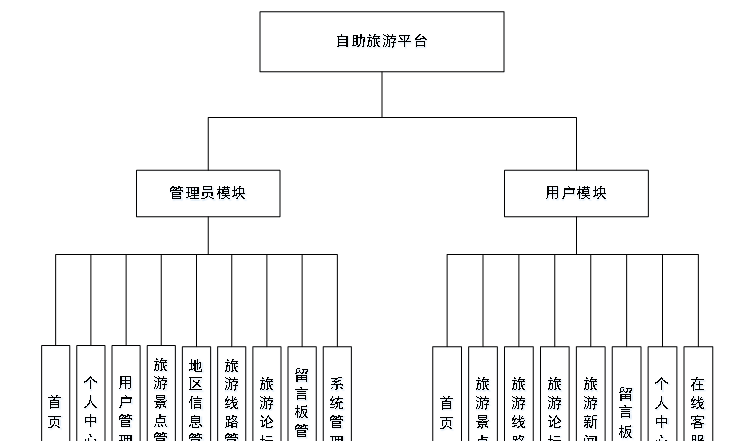 自助旅游平台
管理员模块
用户模块
首页
个人中心
用户管理
旅游景点管
地区信息管
旅游线路管
旅游论坛
留言板管
系统管理
首页
旅游景点
旅游线路
旅游论坛
旅游新闻
留言板
个人中心
在线客服